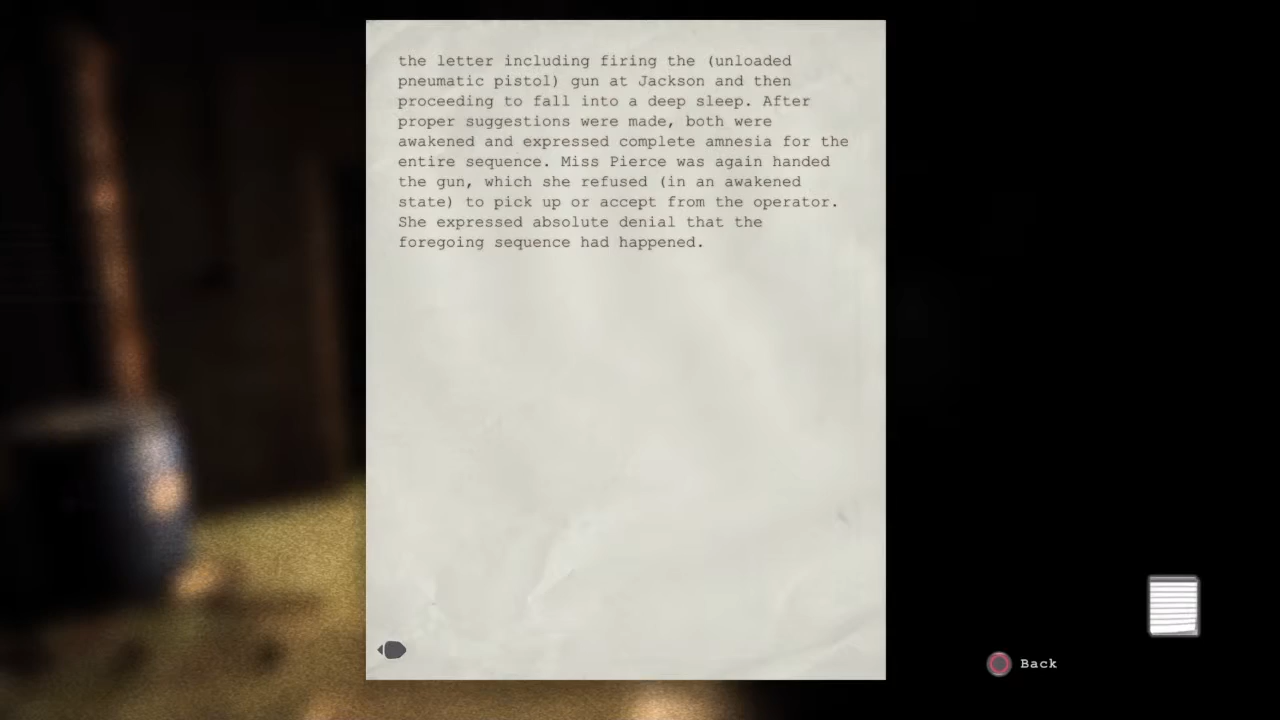 the letter including firing the (unloaded
pneumatic pistol) gun at Jackson and then
proceeding to fall into a deep sleep. After
proper suggestions were made, both were
awakened and expressed complete amnesia for the
entire sequence. Miss Pierce was again handed
the gun, which she refused (in an awakened
state) to pick up or accept from the operator.
She expressed absolute denial that the
foregoing sequence had happened.
Back